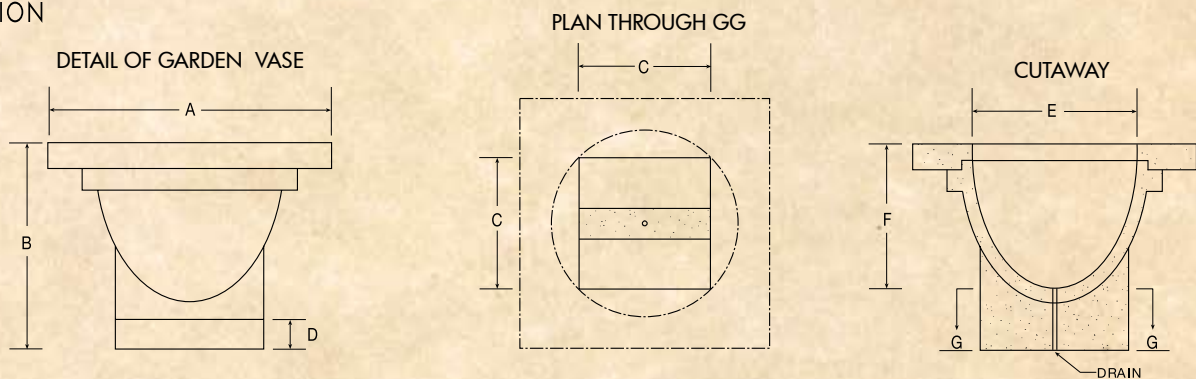 ION
DETAIL OF GARDEN VASE
A
B
D
PLAN THROUGH GG
C
C
CUTAWAY
E
F
G
G
DRAIN